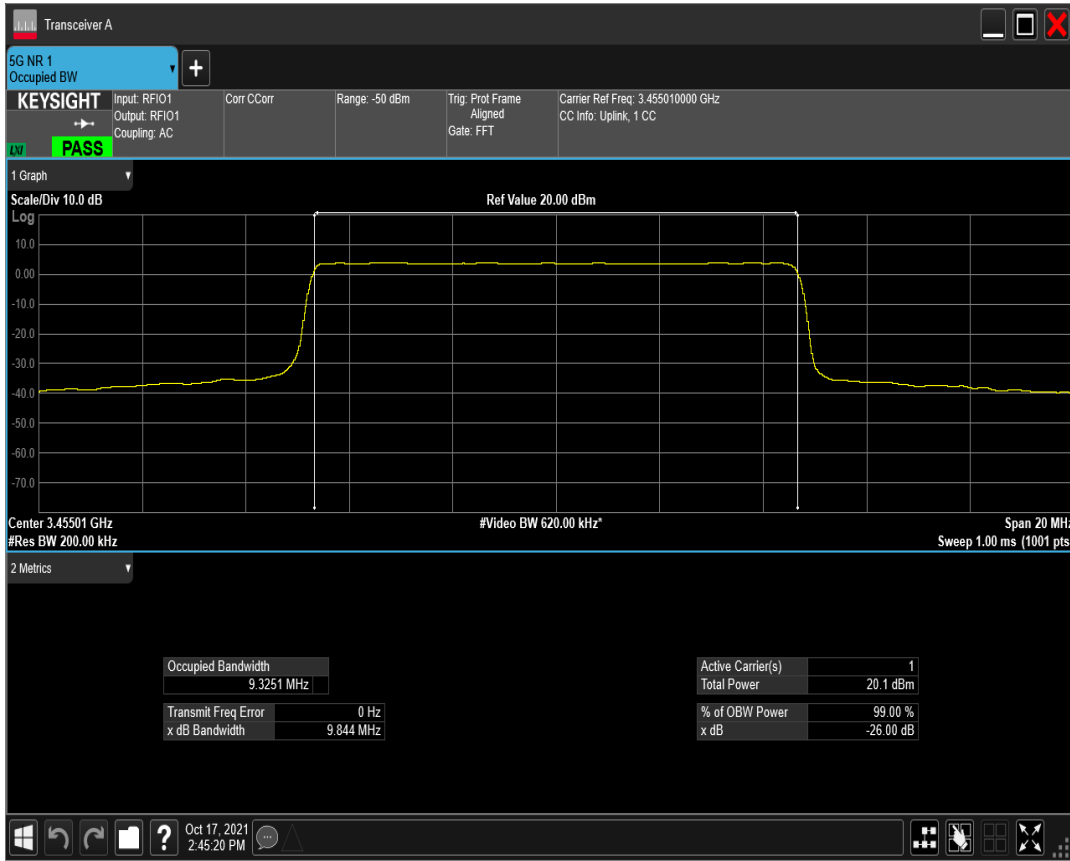 Transceiver A
5G NR 1
Occupied BW
KEYSIGHT
Input: RFIO1
Output: RFIO1
Coupling: AC
Corr CCorr
Range: -50 dBm
Trig: Prot Frame
Aligned
Gate: FFT
Carrier Ref Freq: 3.455010000 GHz
CC Info: Uplink, 1 CC
LXI
PASS
1 Graph
Scale/Div 10.0 dB
Ref Value 20.00 dBm
Log
10.0
0.00
-10.0
-20.0
-30.0
-40.0
-50.0
-60.0
-70.0
Center 3.45501 GHz
#Video BW 620.00 kHz*
Span 20 MHz
#Res BW 200.00 kHz
Sweep 1.00 ms (1001 pts
2 Metrics
Occupied Bandwidth
9.3251 MHz
Active Carrier(s) 1
Total Power 20.1 dBm
Transmit Freq Error 0 Hz
x dB Bandwidth 9.844 MHz
% of OBW Power 99.00 %
x dB -26.00 dB
?
Oct 17, 2021
2:45:20 PM